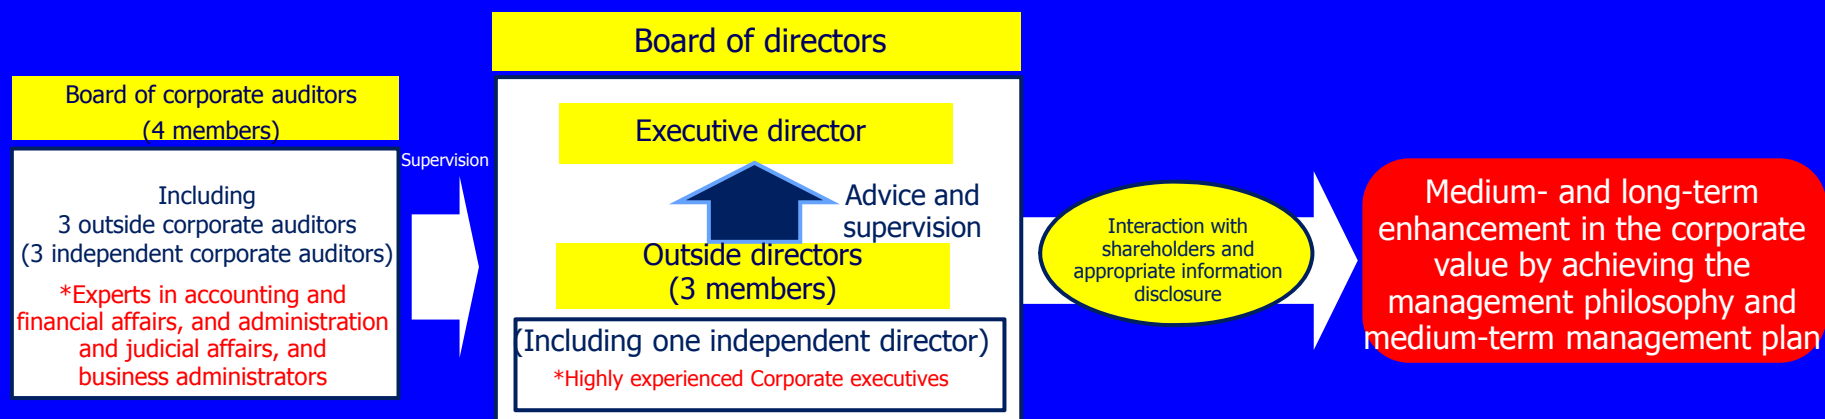 Board of corporate auditors
(4 members)
Including
3 outside corporate auditors
(3 independent corporate auditors)
*Experts in accounting and
financial affairs, and administration
and judicial affairs, and
business administrators
Supervision
Board of directors
Executive director
Advice and
supervision
Outside directors
(3 members)
(Including one independent director)
*Highly experienced Corporate executives
Interaction with
shareholders and
appropriate information
disclosure
Medium- and long-term
enhancement in the corporate
value by achieving the
management philosophy and
medium-term management plan